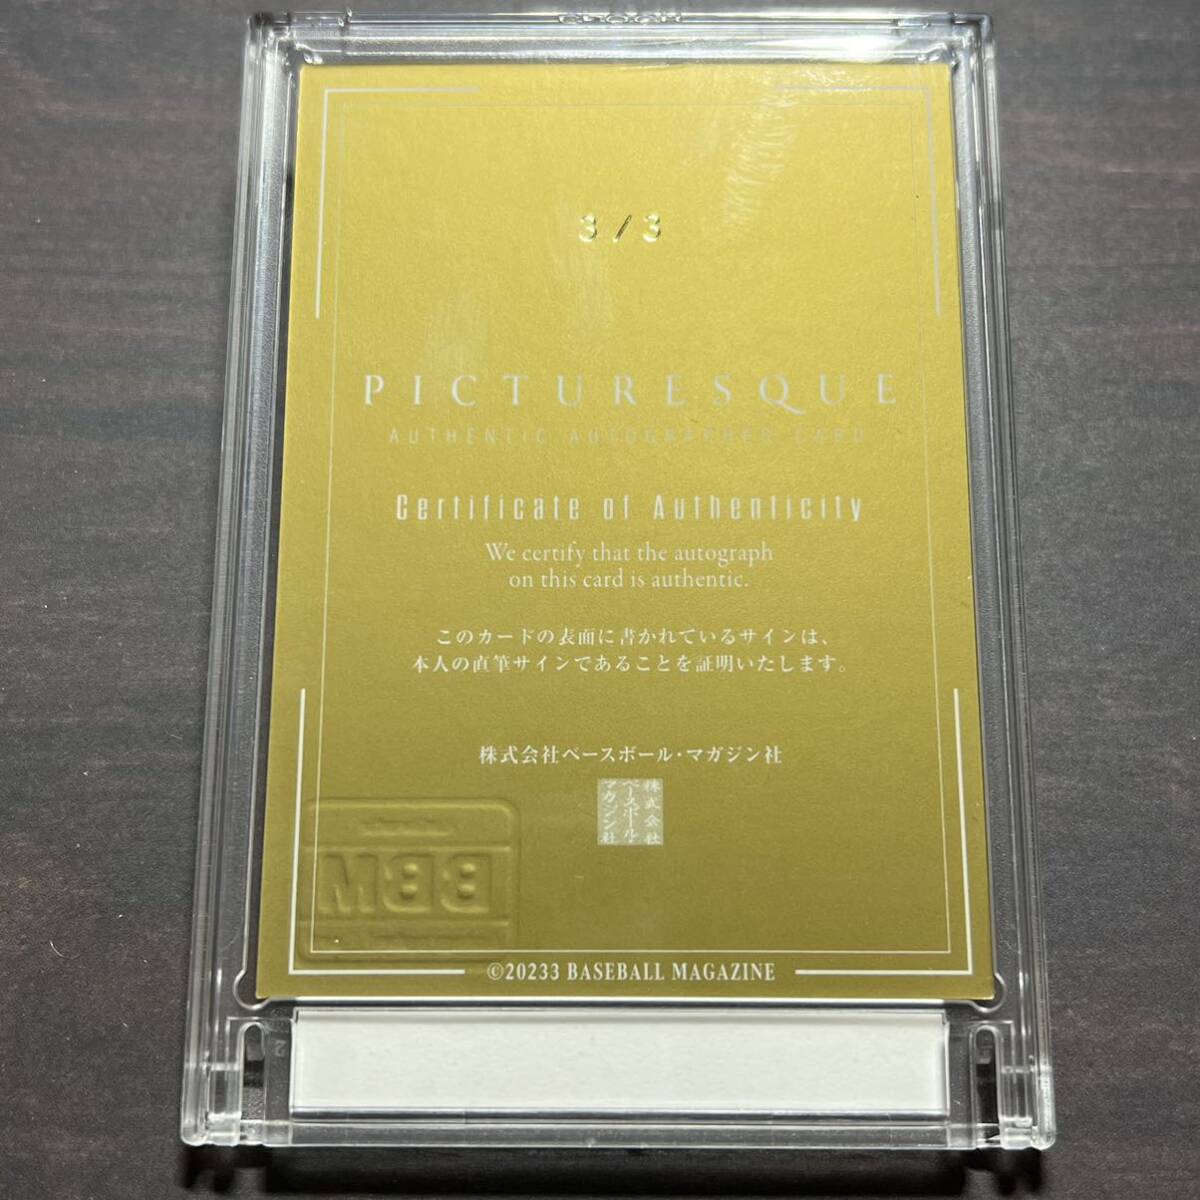 3 / 3
PICTURESQUE
AUTHENTIC AUTOGRAPHED CARD
Certificate of Authenticity
We certify that the autograph
on this card is authentic.
このカードの表面に書かれているサインは、
本人の直筆サインであることを証明いたします。
株式会社ベースボール・マガジン社
株式会社
ベースボール・
マガジン社
BBM
©20233 BASEBALL MAGAZINE